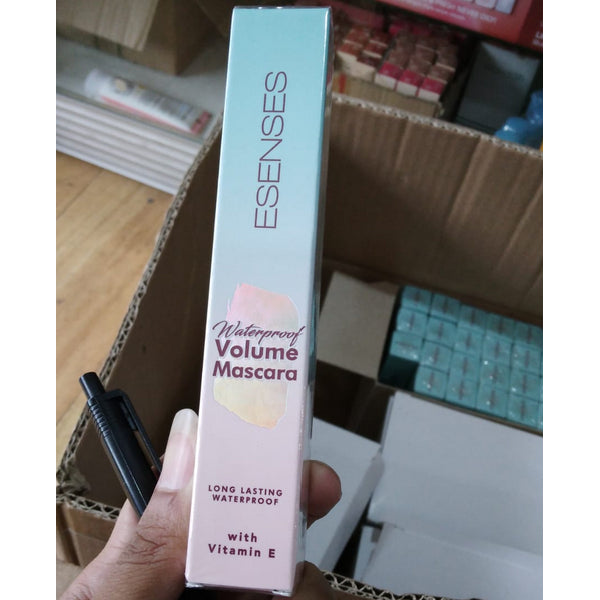 ESENSES
Waterproof
Volume
Mascara
LONG LASTING
WATERPROOF
with
Vitamin E